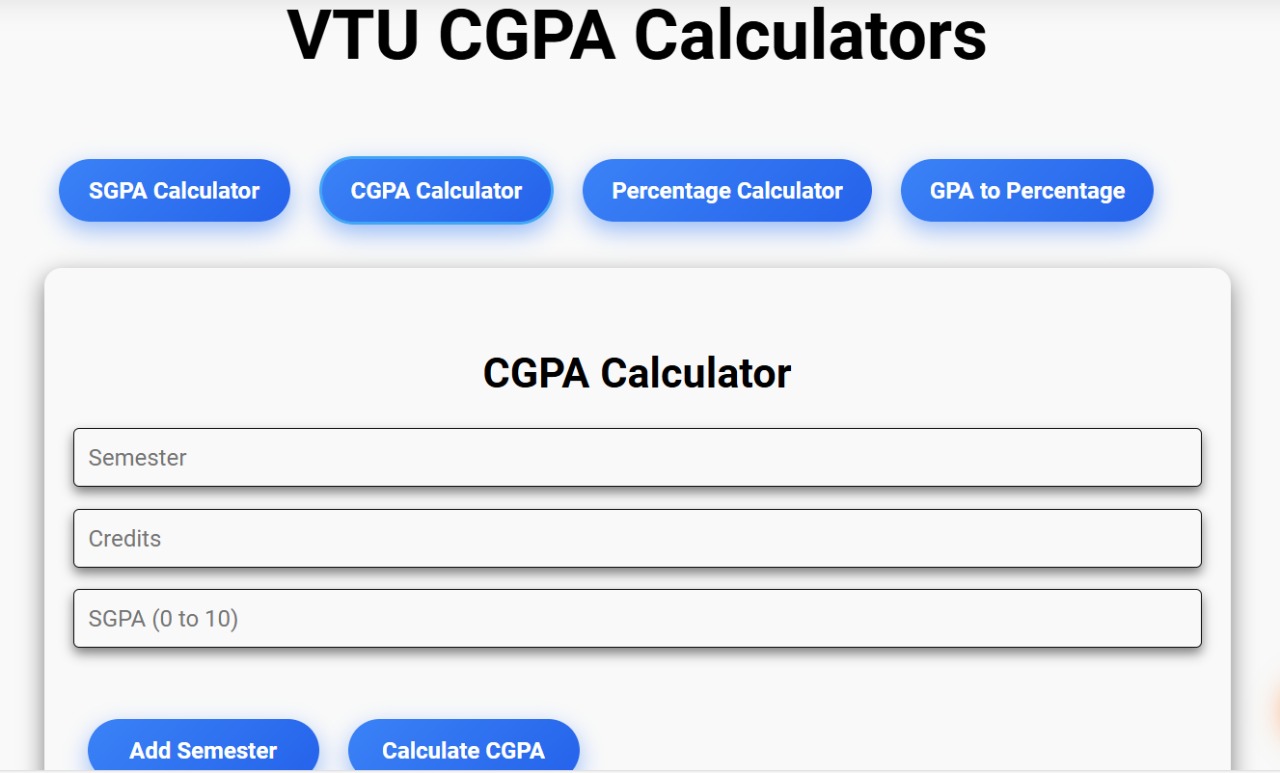 VTU CGPA Calculators
SGPA Calculator CGPA Calculator Percentage Calculator GPA to Percentage
CGPA Calculator
Semester
Credits
SGPA (0 to 10)
Add Semester Calculate CGPA